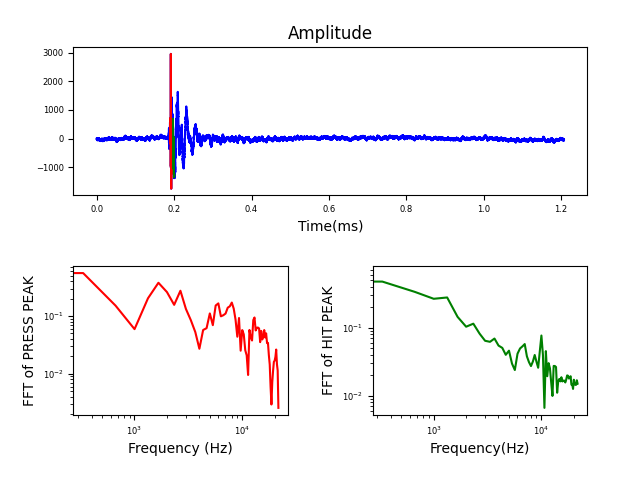 Amplitude
3000
2000
1000
0
−1000
0.0 0.2 0.4 0.6 0.8 1.0 1.2
Time(ms)
FFT of PRESS PEAK
10⁻¹
10⁻²
10³ 10⁴
Frequency (Hz)
FFT of HIT PEAK
10⁻¹
10⁻²
10³ 10⁴
Frequency(Hz)